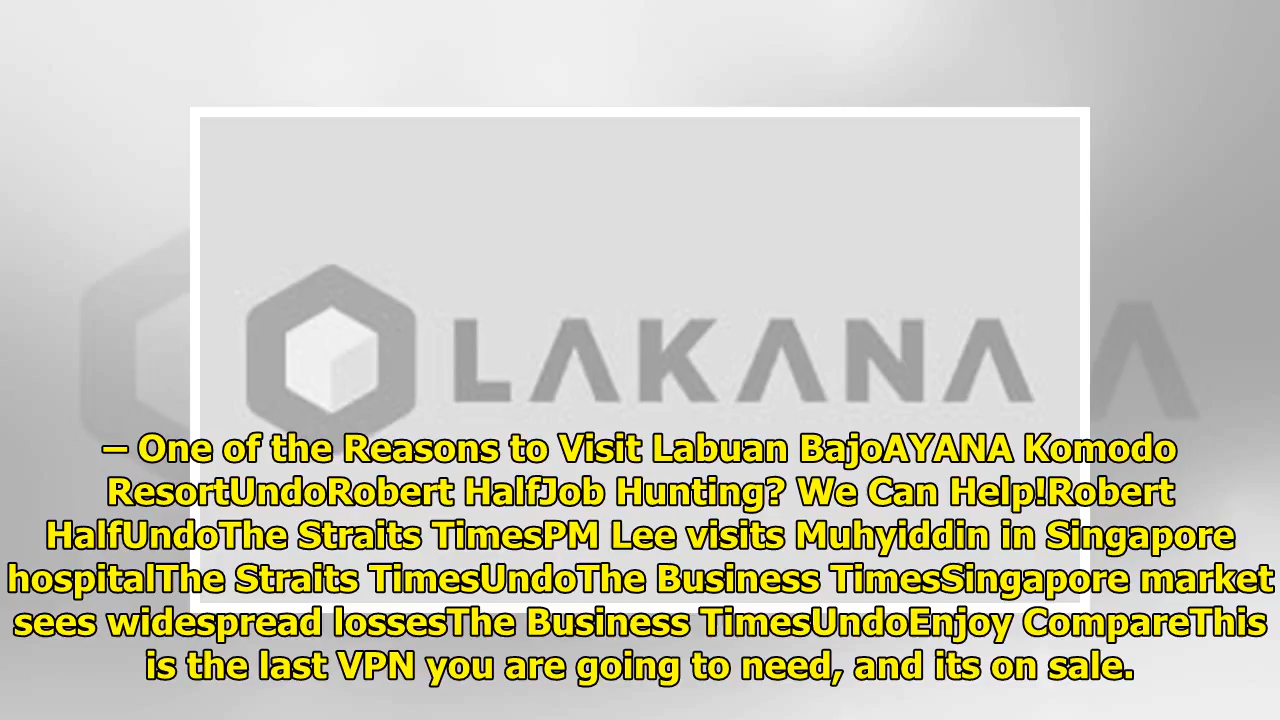 LAKANA
– One of the Reasons to Visit Labuan BajoAYANA Komodo
ResortUndoRobert HalfJob Hunting? We Can Help!Robert
HalfUndoThe Straits TimesPM Lee visits Muhyiddin in Singapore
hospitalThe Straits TimesUndoThe Business TimesSingapore market
sees widespread lossesThe Business TimesUndoEnjoy CompareThis
is the last VPN you are going to need, and its on sale.